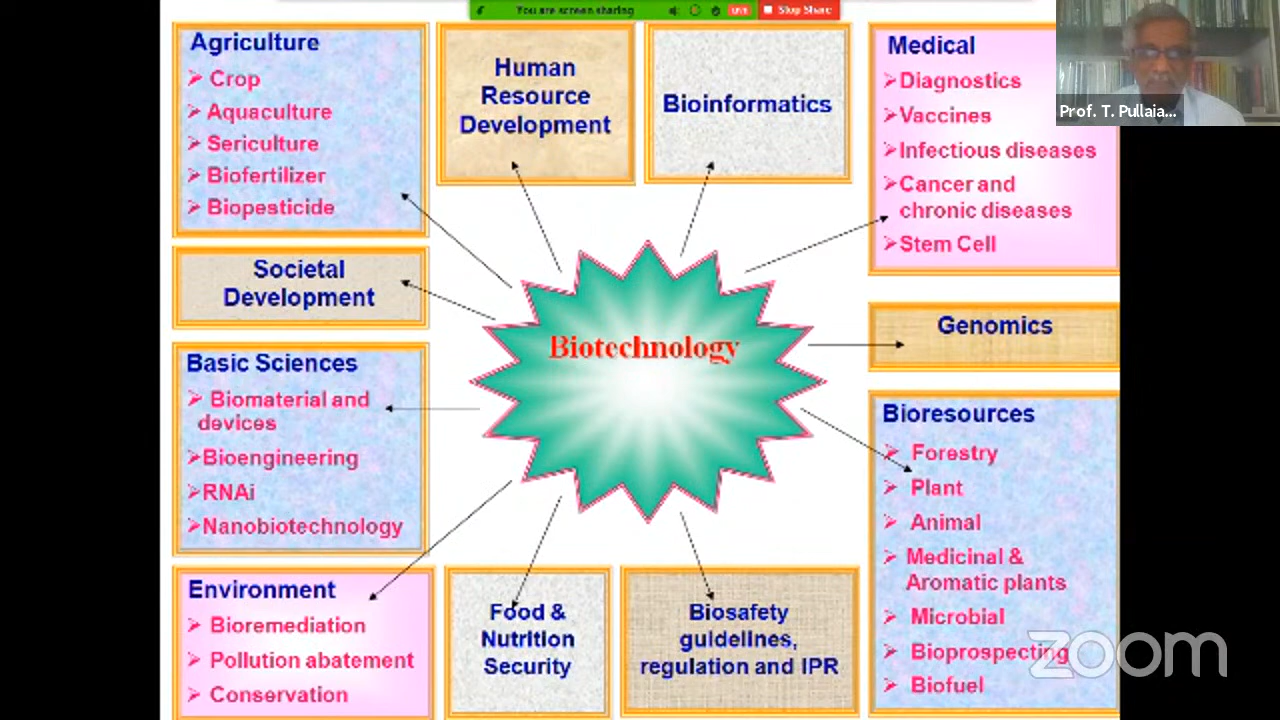 You are screen sharing
LIVE
Stop Share
Prof. T. Pullaia...
Agriculture
Crop
Aquaculture
Sericulture
Biofertilizer
Biopesticide
Human
Resource
Development
Bioinformatics
Medical
Diagnostics
Vaccines
Infectious diseases
Cancer and
chronic diseases
Stem Cell
Societal
Development
Biotechnology
Genomics
Basic Sciences
Biomaterial and
devices
Bioengineering
RNAi
Nanobiotechnology
Bioresources
Forestry
Plant
Animal
Medicinal &
Aromatic plants
Microbial
Bioprospecting
Biofuel
Environment
Bioremediation
Pollution abatement
Conservation
Food &
Nutrition
Security
Biosafety
guidelines,
regulation and IPR
zoom